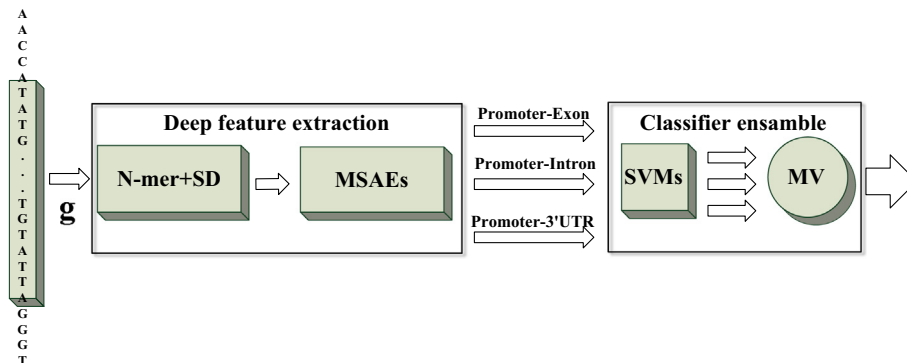 A
A
C
C
A
T
A
T
G
.
.
.
T
G
T
A
T
T
A
G
G
G
T
g
Deep feature extraction
N-mer+SD
MSAEs
Promoter-Exon
Promoter-Intron
Promoter-3'UTR
Classifier ensamble
SVMs
MV